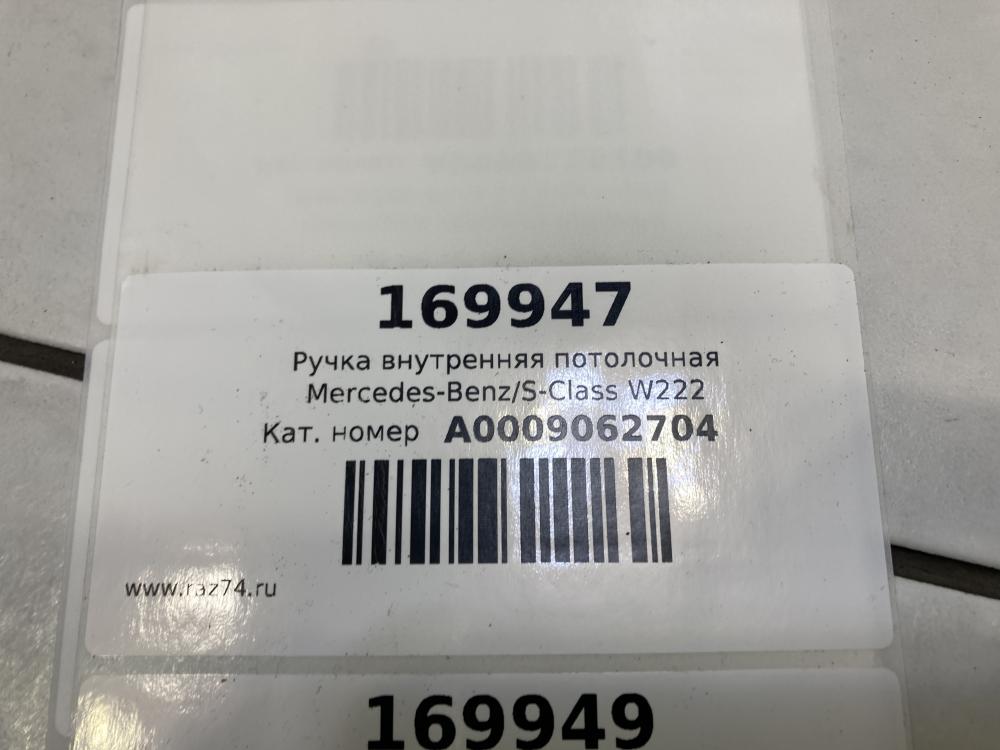 169947
Ручка внутренняя потолочная
Mercedes-Benz/S-Class W222
Кат. номер A0009062704
www.raz74.ru
169949